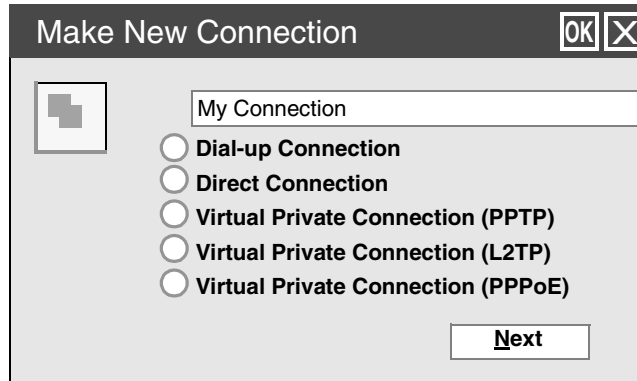 Make New Connection OK X
My Connection
Dial-up Connection
Direct Connection
Virtual Private Connection (PPTP)
Virtual Private Connection (L2TP)
Virtual Private Connection (PPPoE)
Next